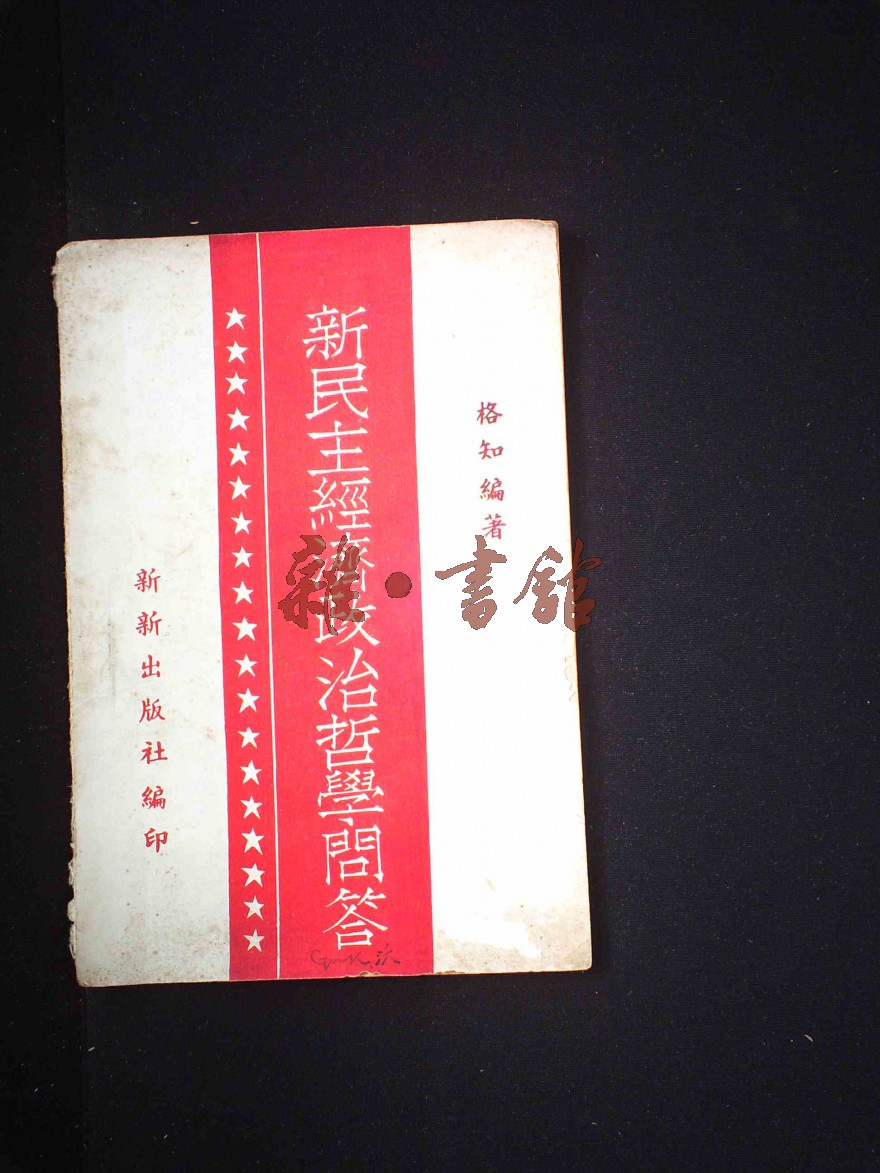 格知編著
新民主經濟政治哲學問答
新新出版社編印
雜·書館